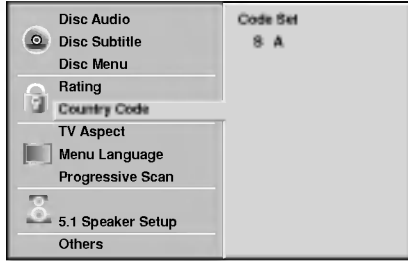 Disc Audio
Disc Subtitle
Disc Menu
Rating
Country Code
TV Aspect
Menu Language
Progressive Scan
5.1 Speaker Setup
Others
Code Set